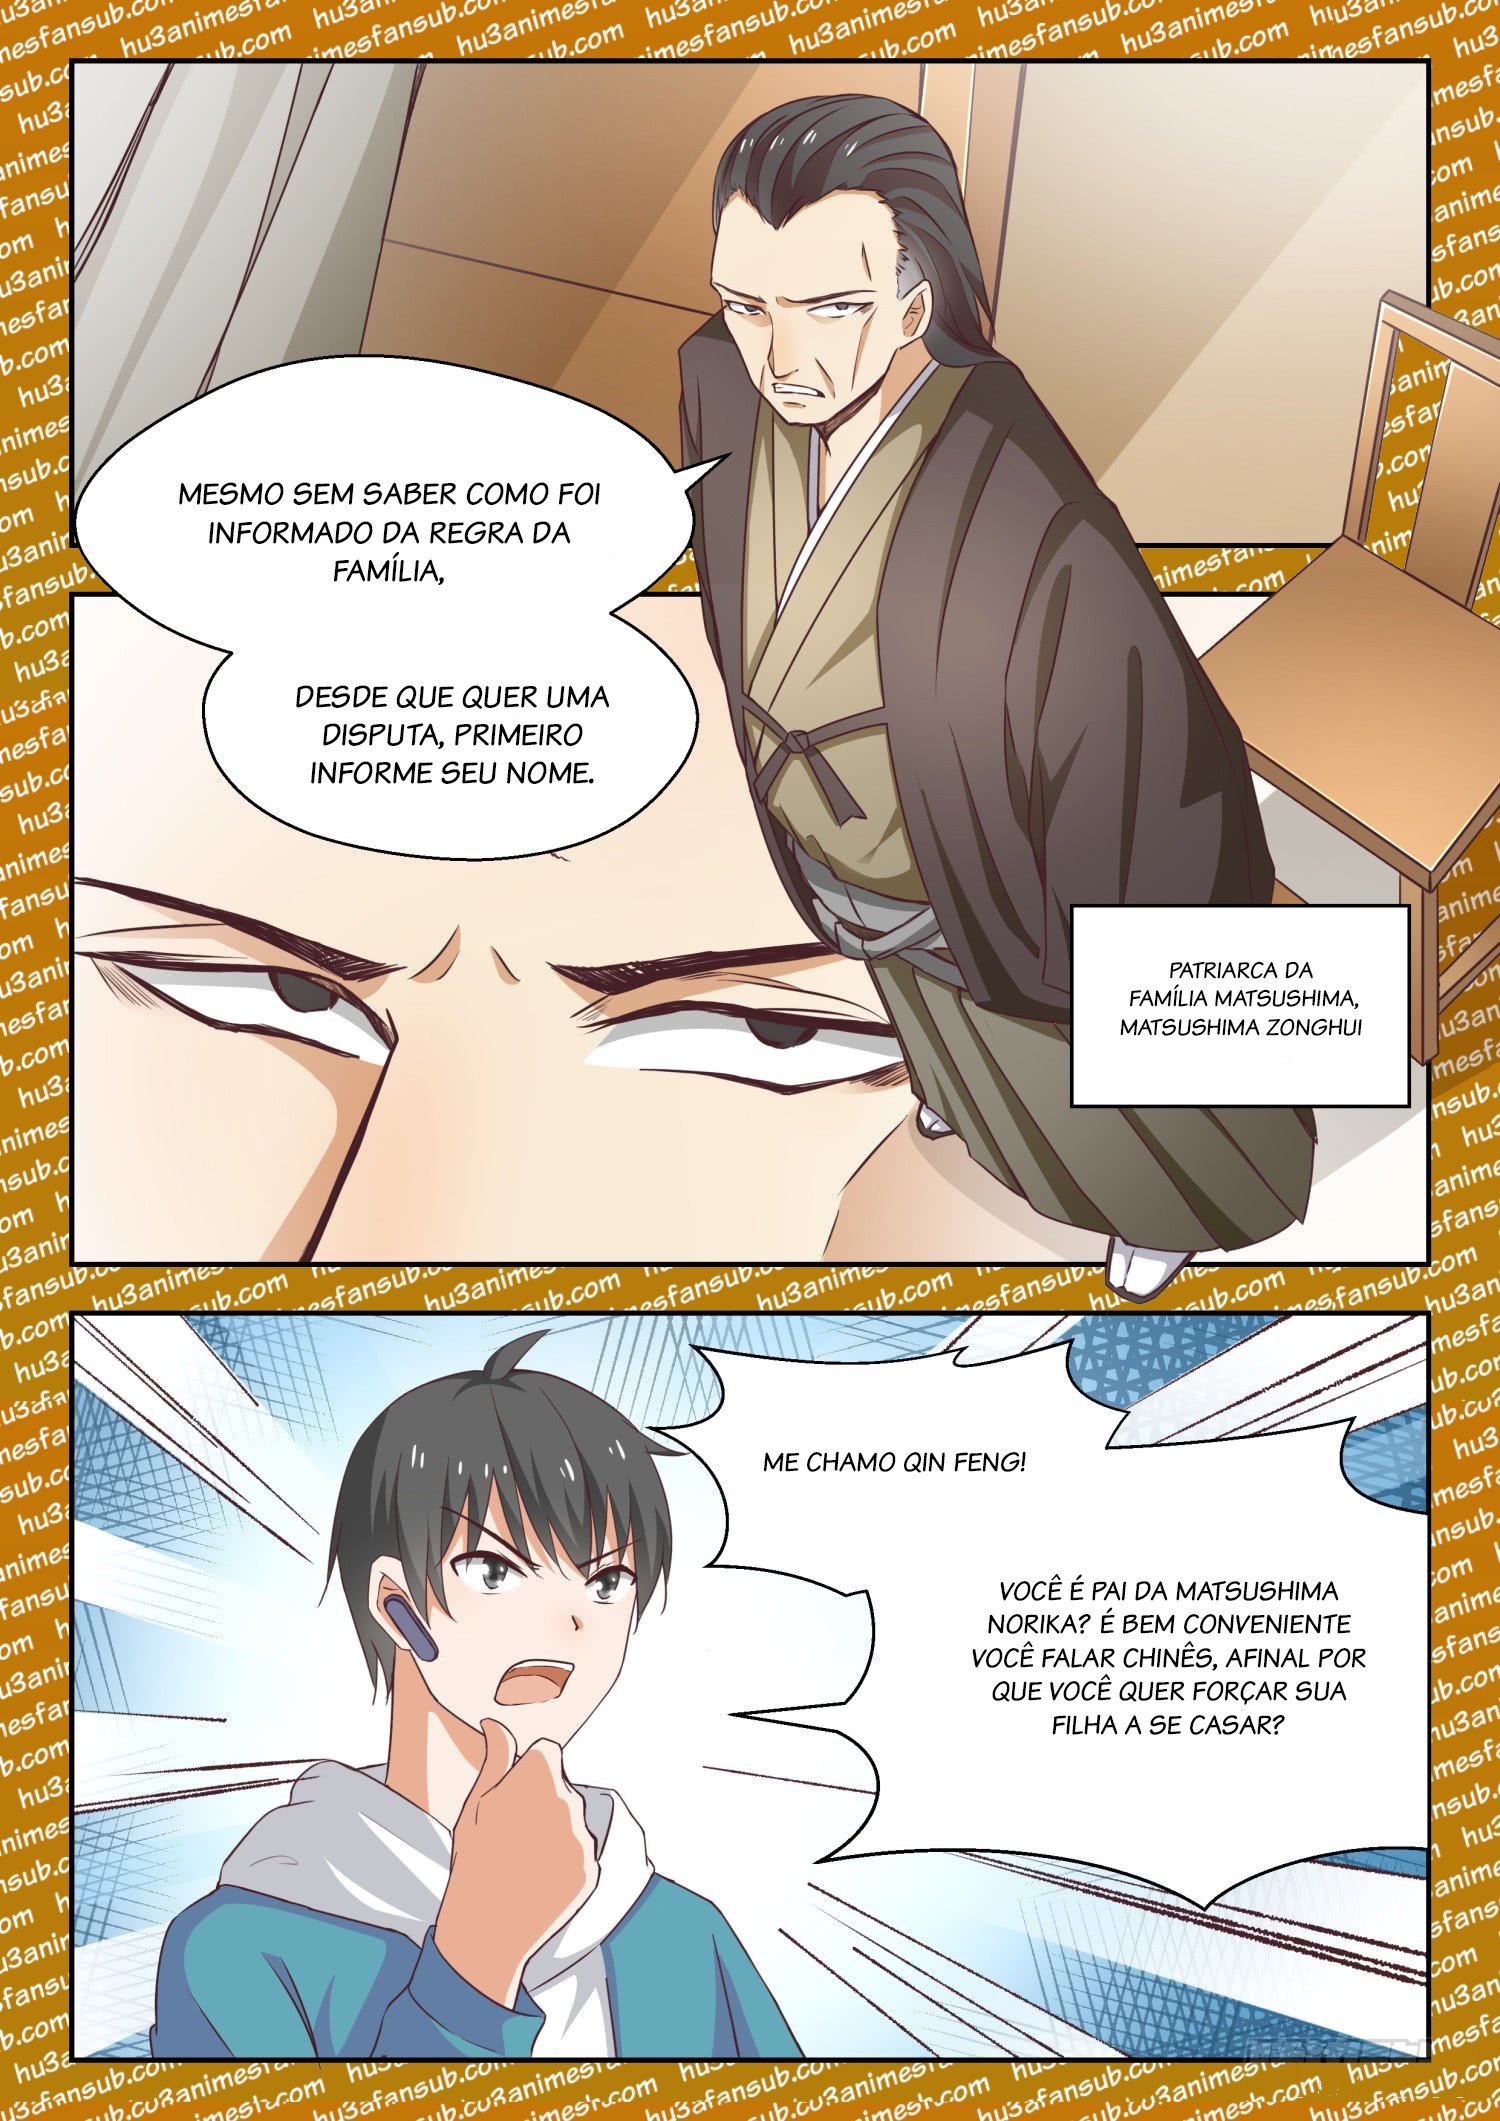 MESMO SEM SABER COMO FOI
INFORMADO DA REGRA DA
FAMÍLIA,
DESDE QUE QUER UMA
DISPUTA, PRIMEIRO
INFORME SEU NOME.
PATRIARCA DA
FAMÍLIA MATSUSHIMA,
MATSUSHIMA ZONGHUI
ME CHAMO QIN FENG!
VOCÊ É PAI DA MATSUSHIMA
NORIKA? É BEM CONVENIENTE
VOCÊ FALAR CHINÊS, AFINAL POR
QUE VOCÊ QUER FORÇAR SUA
FILHA A SE CASAR?
hu3animesfansub.com